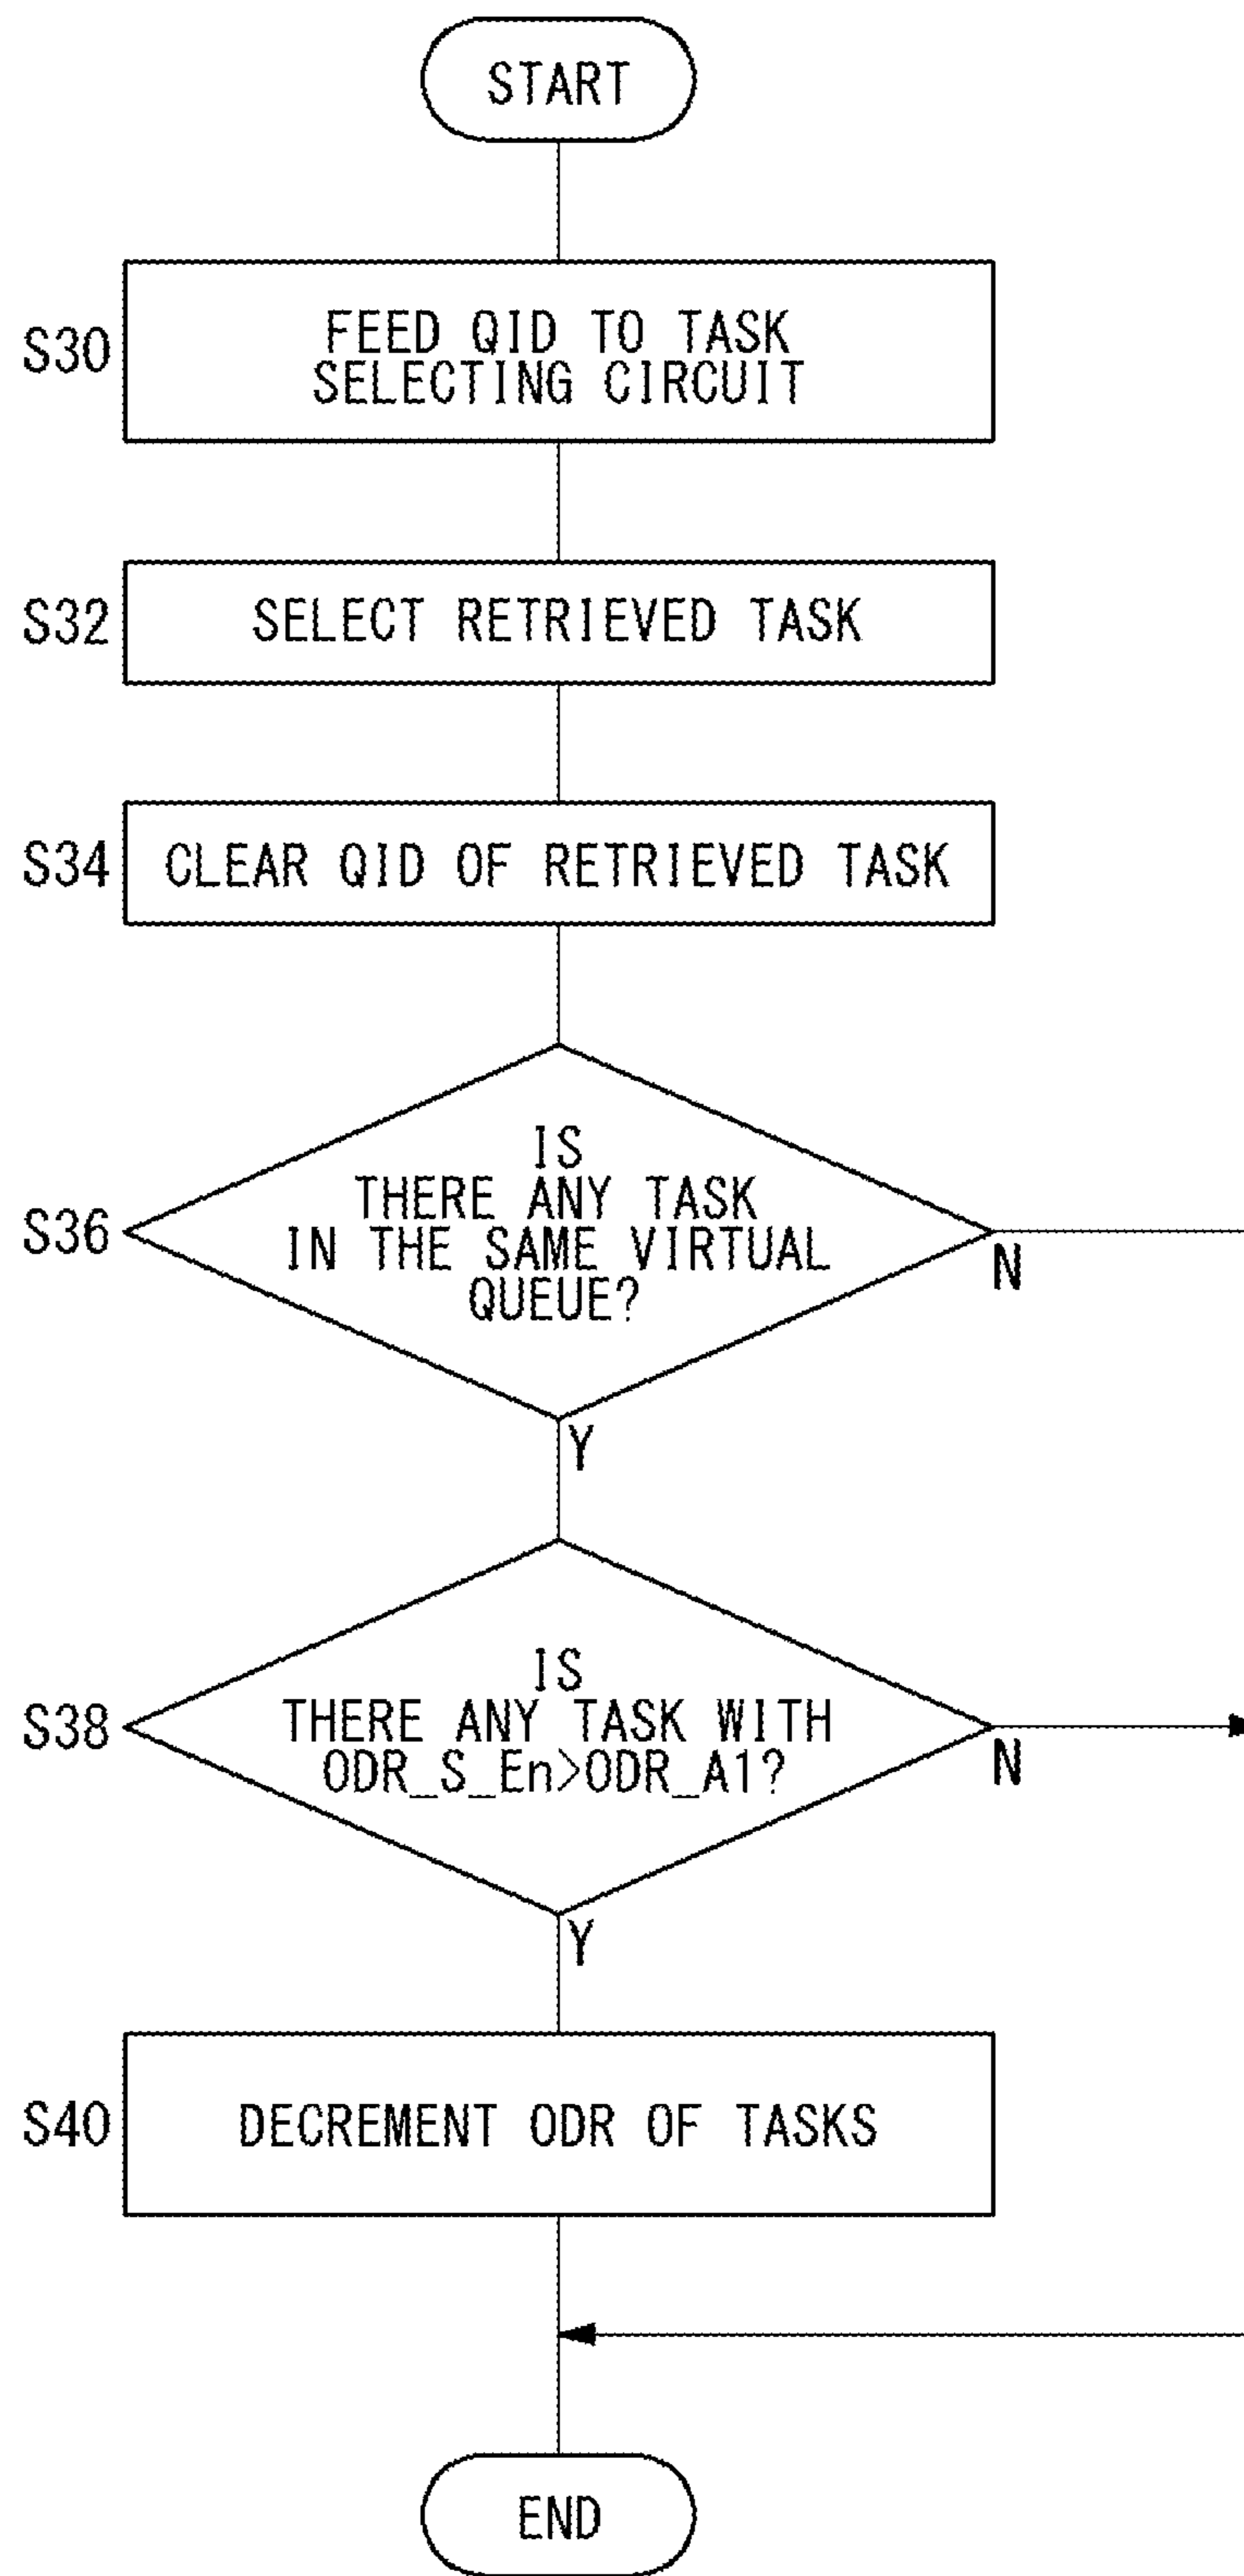 START
S30
FEED QID TO TASK
SELECTING CIRCUIT
S32
SELECT RETRIEVED TASK
S34
CLEAR QID OF RETRIEVED TASK
S36
IS
THERE ANY TASK
IN THE SAME VIRTUAL
QUEUE?
N
Y
S38
IS
THERE ANY TASK WITH
ODR_S_En>ODR_A1?
N
Y
S40
DECREMENT ODR OF TASKS
END